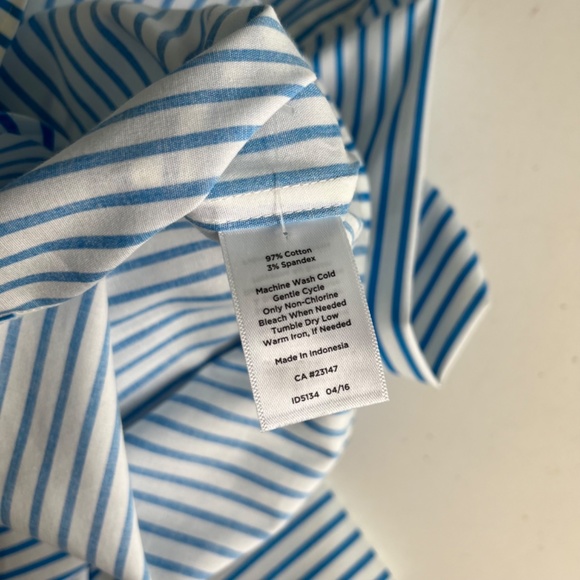 97% Cotton
3% Spandex
Machine Wash Cold
Gentle Cycle
Only Non-Chlorine
Bleach When Needed
Tumble Dry Low
Warm Iron, if Needed
Made in Indonesia
CA #23147
ID5134 04/16